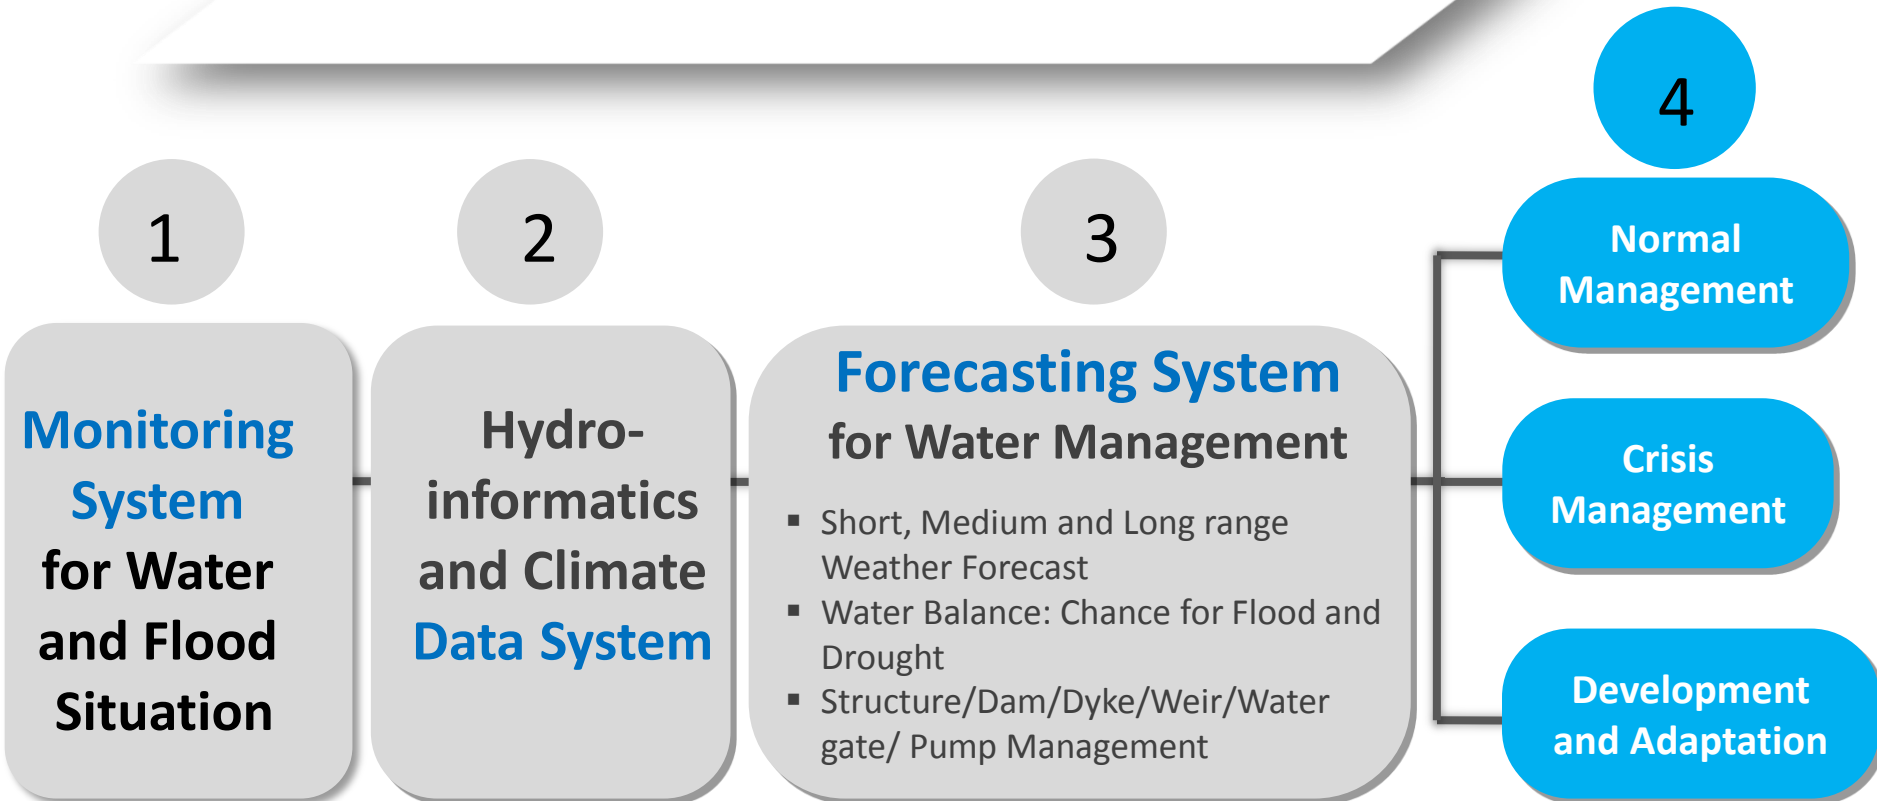 1
Monitoring
System
for Water
and Flood
Situation
2
Hydro-
informatics
and Climate
Data System
3
Forecasting System
for Water Management
▪ Short, Medium and Long range
Weather Forecast
▪ Water Balance: Chance for Flood and
Drought
▪ Structure/Dam/Dyke/Weir/Water
gate/ Pump Management
4
Normal
Management
Crisis
Management
Development
and Adaptation